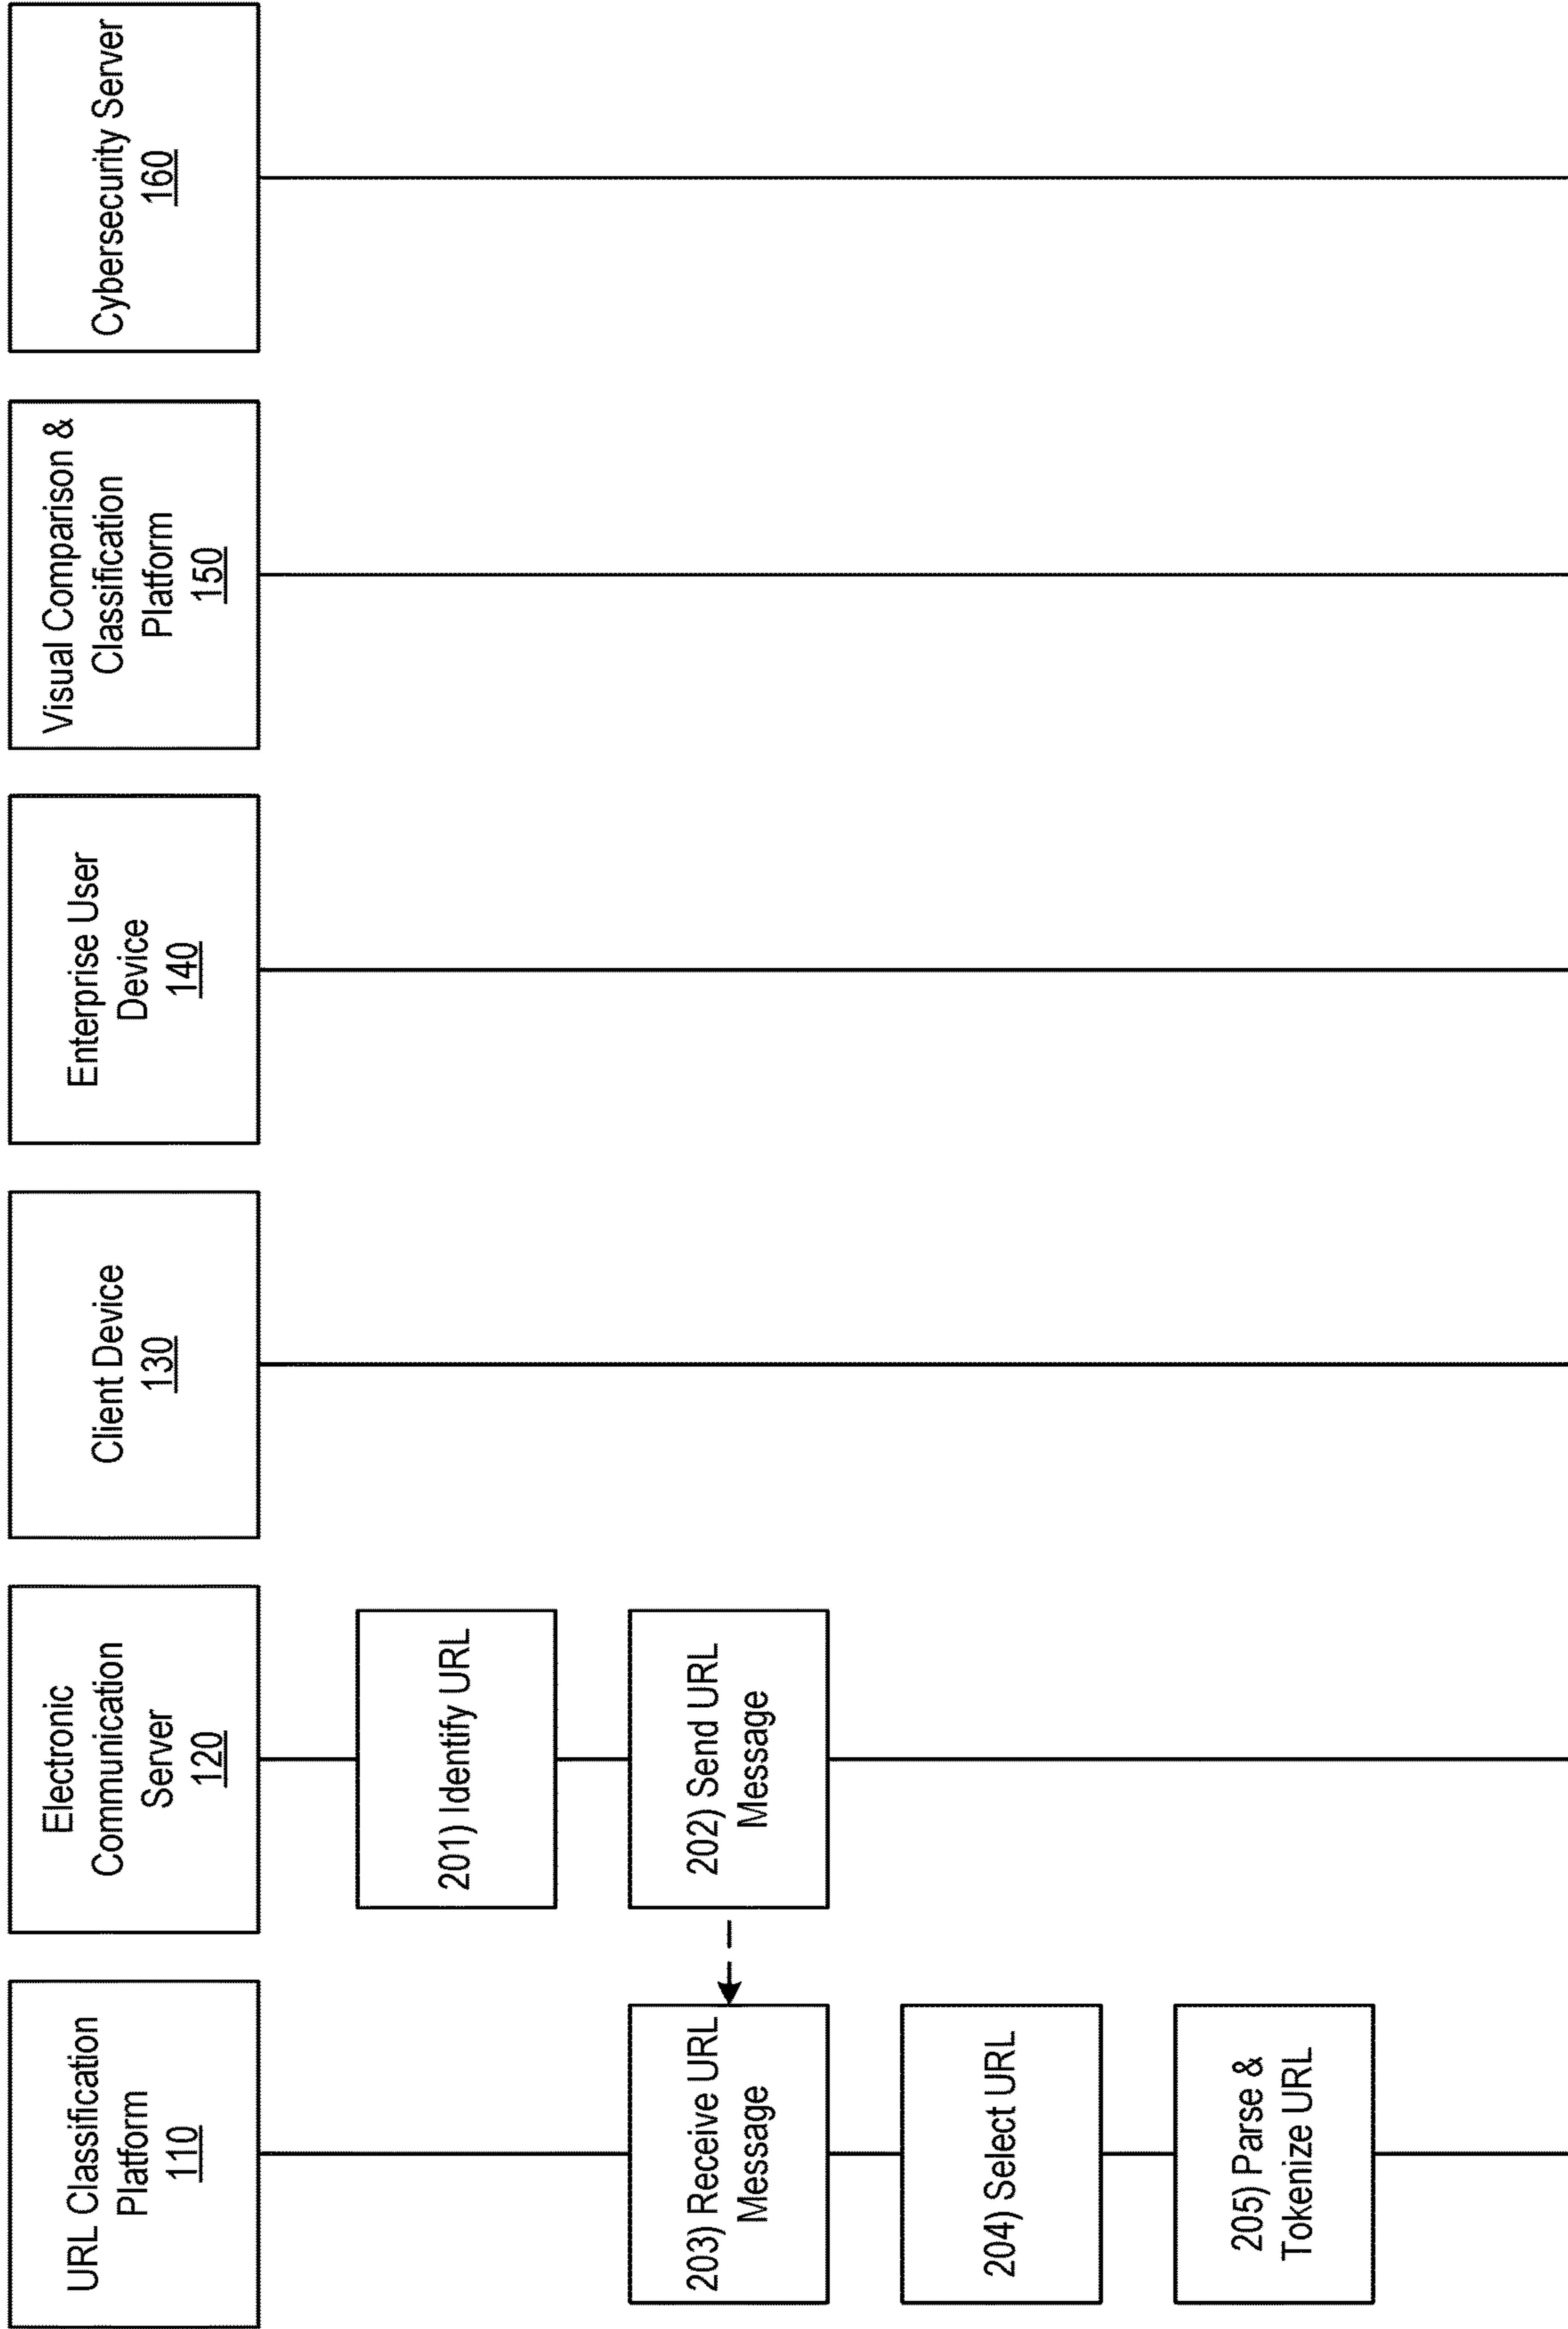 URL Classification
Platform
110
Electronic
Communication
Server
120
Client Device
130
Enterprise User
Device
140
Visual Comparison &
Classification
Platform
150
Cybersecurity Server
160
201) Identify URL
202) Send URL
Message
203) Receive URL
Message
204) Select URL
205) Parse &
Tokenize URL